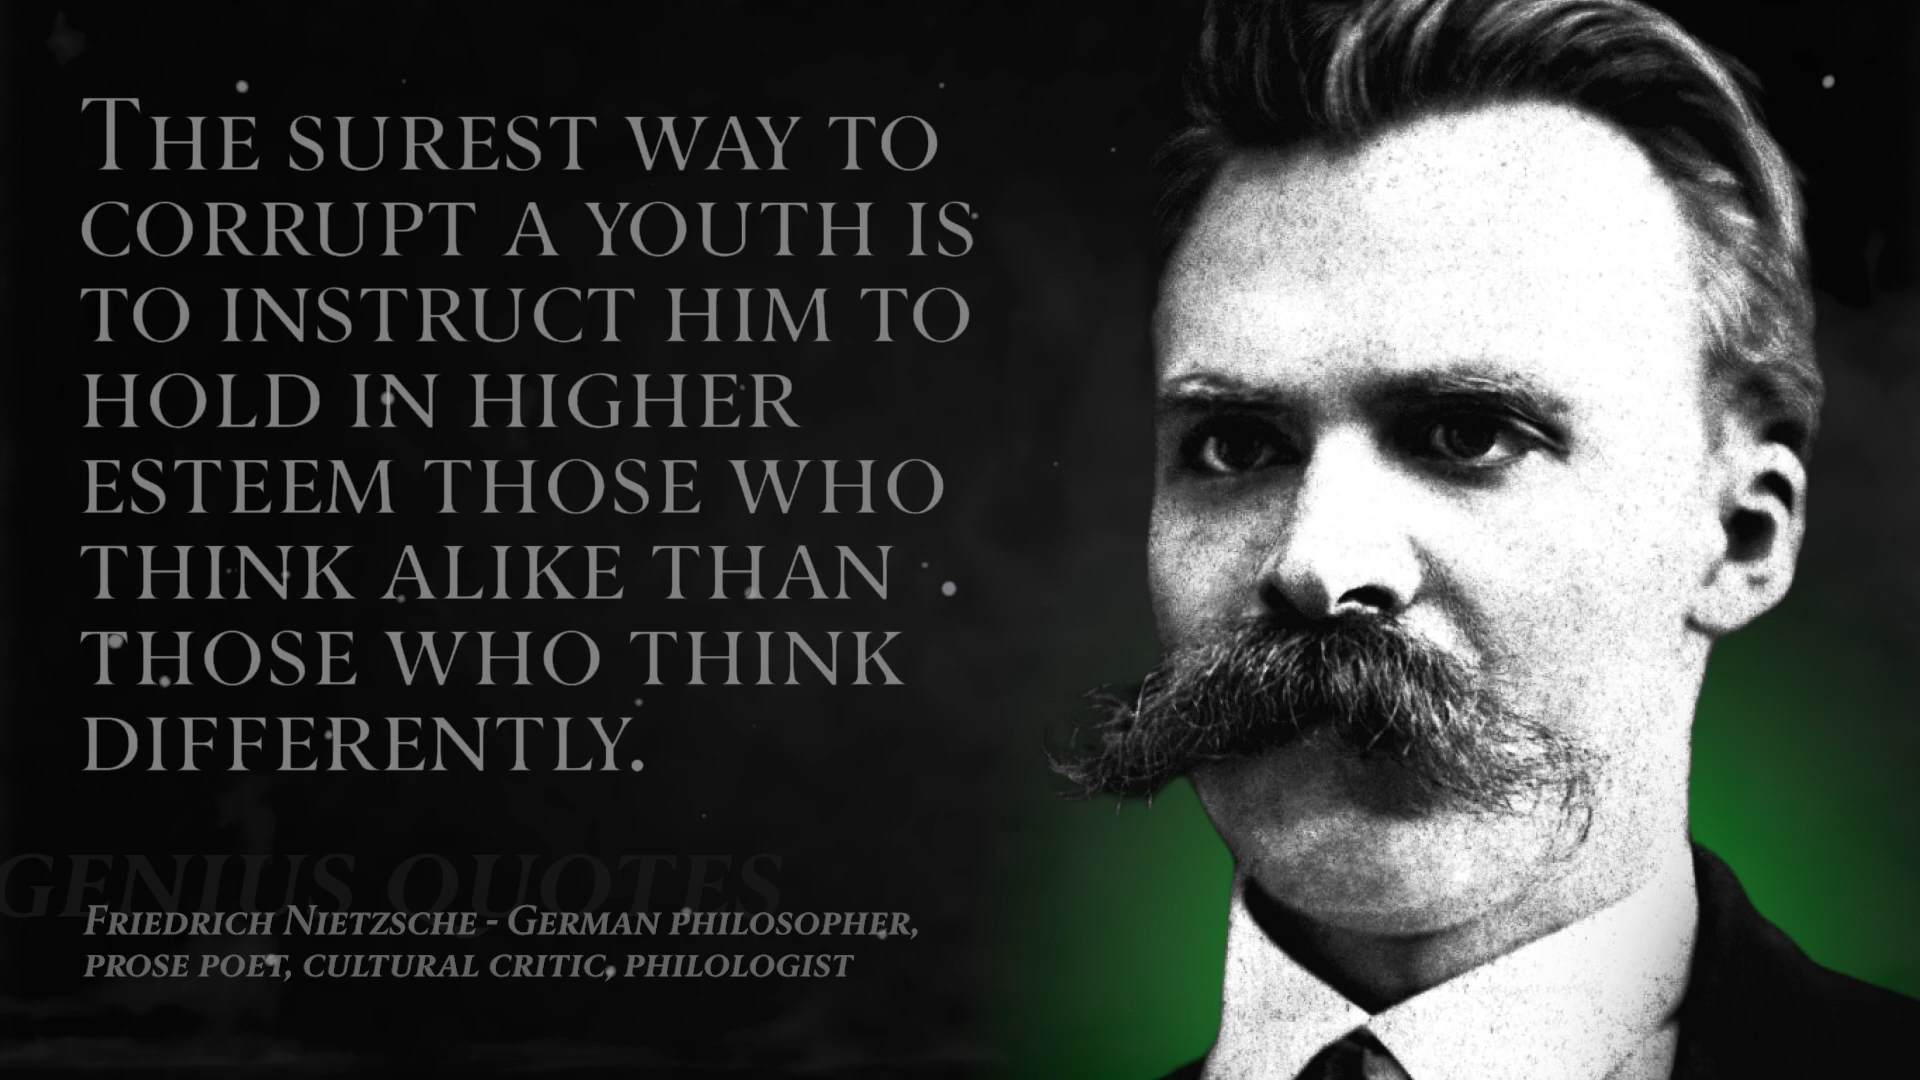 The surest way to
corrupt a youth is
to instruct him to
hold in higher
esteem those who
think alike than
those who think
differently.
GENIUS QUOTES
Friedrich Nietzsche - German philosopher,
prose poet, cultural critic, philologist